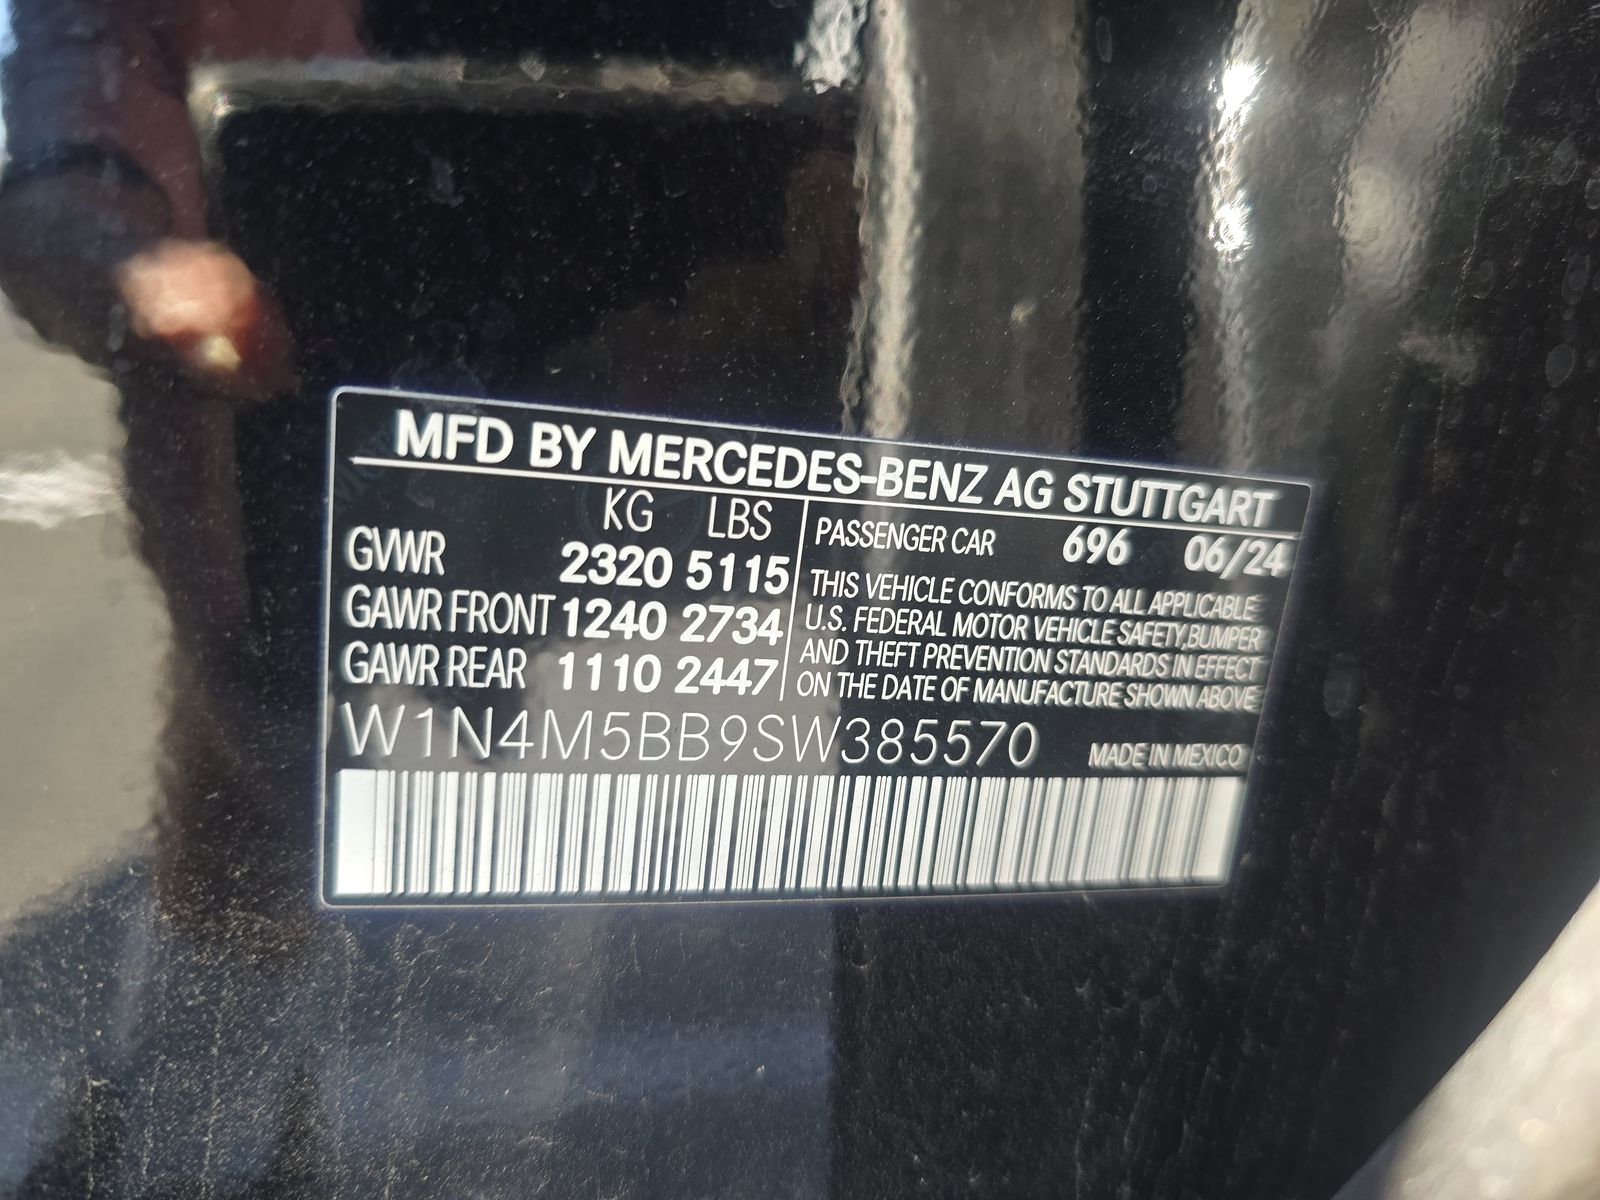 MFD BY MERCEDES-BENZ AG STUTTGART
KG LBS
GVWR 2320 5115
GAWR FRONT 1240 2734
GAWR REAR 1110 2447
PASSENGER CAR 696 06/24
THIS VEHICLE CONFORMS TO ALL APPLICABLE
U.S. FEDERAL MOTOR VEHICLE SAFETY,BUMPER
AND THEFT PREVENTION STANDARDS IN EFFECT
ON THE DATE OF MANUFACTURE SHOWN ABOVE
W1N4M5BB9SW385570
MADE IN MEXICO